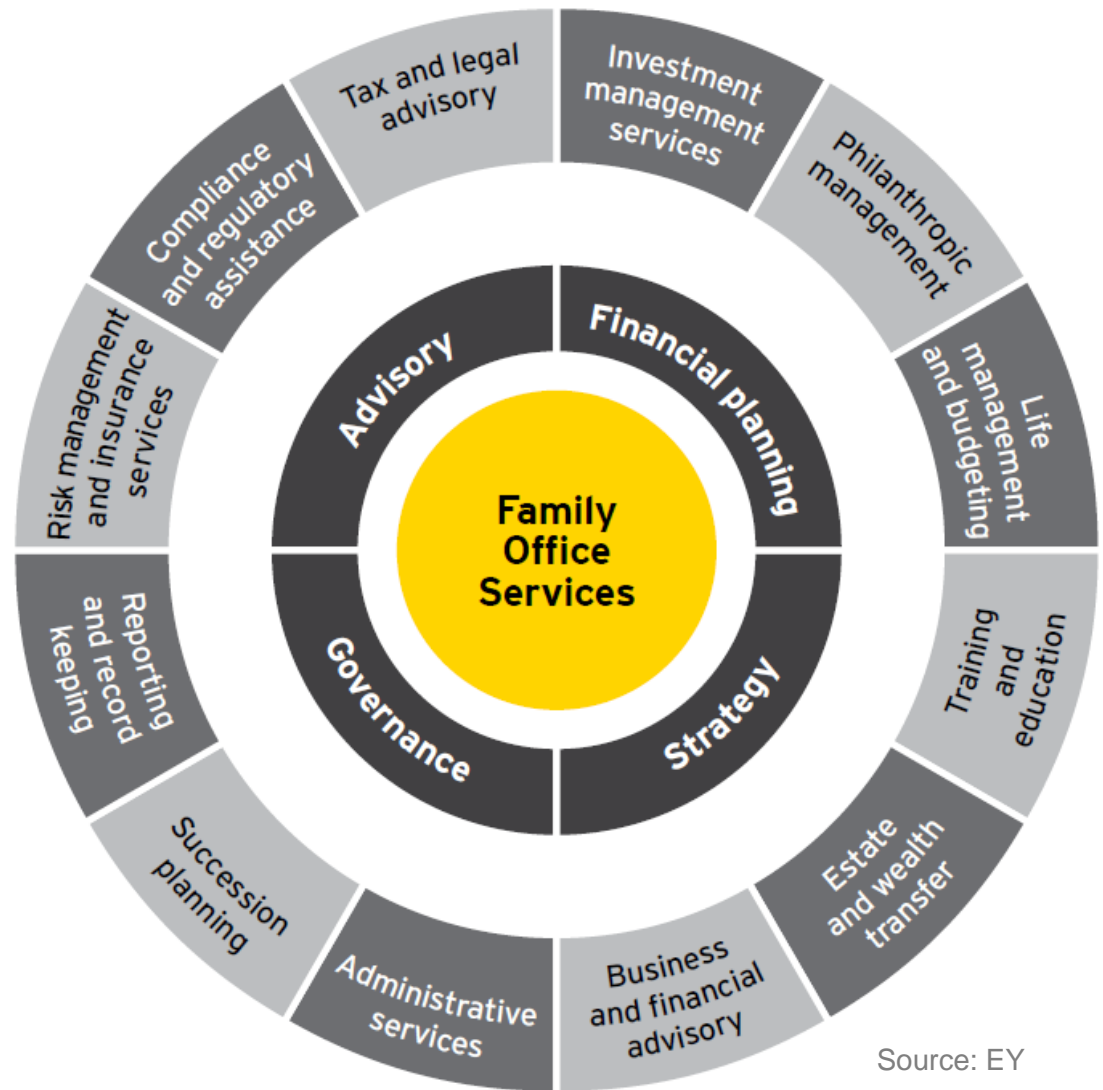 Family
Office
Services
Financial planning
Strategy
Governance
Advisory
Investment
management
services
Philanthropic
management
Life
management
and budgeting
Training
and
education
Estate
and wealth
transfer
Business
and financial
advisory
Administrative
services
Succession
planning
Reporting
and record
keeping
Risk management
and insurance
services
Compliance
and regulatory
assistance
Tax and legal
advisory
Source: EY